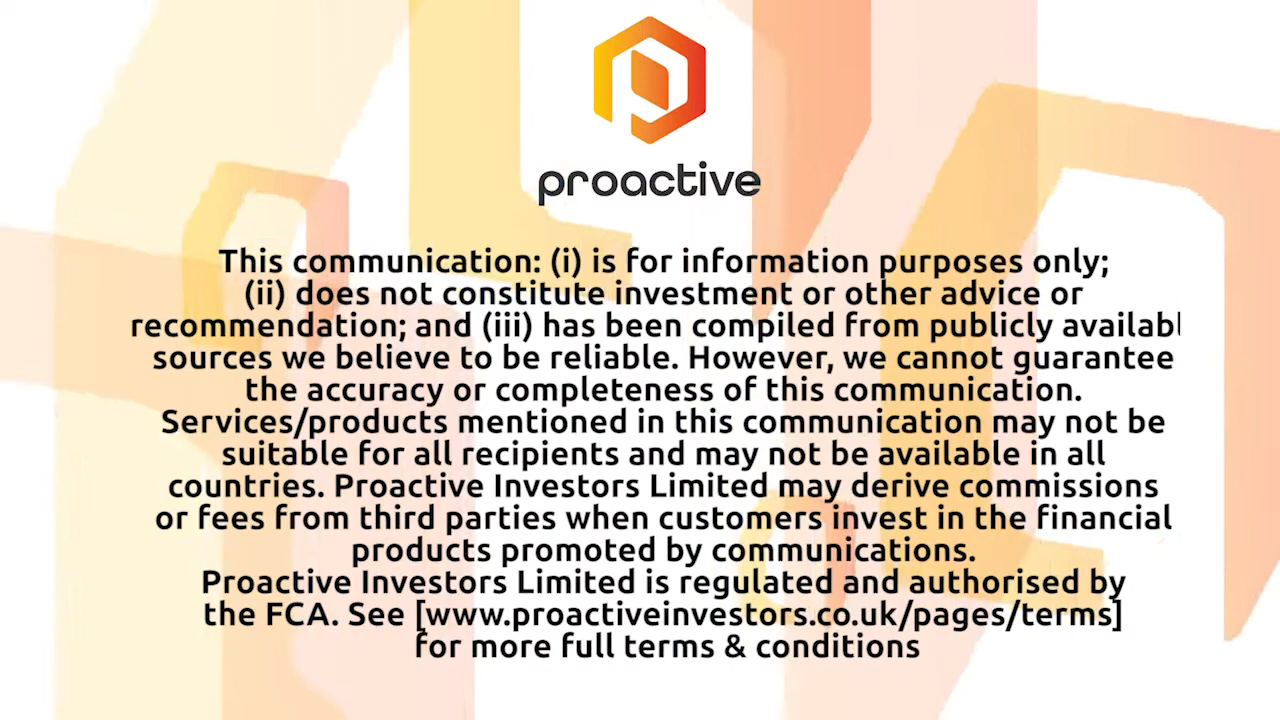 proactive
This communication: (i) is for information purposes only;
(ii) does not constitute investment or other advice or
recommendation; and (iii) has been compiled from publicly availabl
sources we believe to be reliable. However, we cannot guarantee
the accuracy or completeness of this communication.
Services/products mentioned in this communication may not be
suitable for all recipients and may not be available in all
countries. Proactive Investors Limited may derive commissions
or fees from third parties when customers invest in the financial
products promoted by communications.
Proactive Investors Limited is regulated and authorised by
the FCA. See [www.proactiveinvestors.co.uk/pages/terms]
for more full terms & conditions